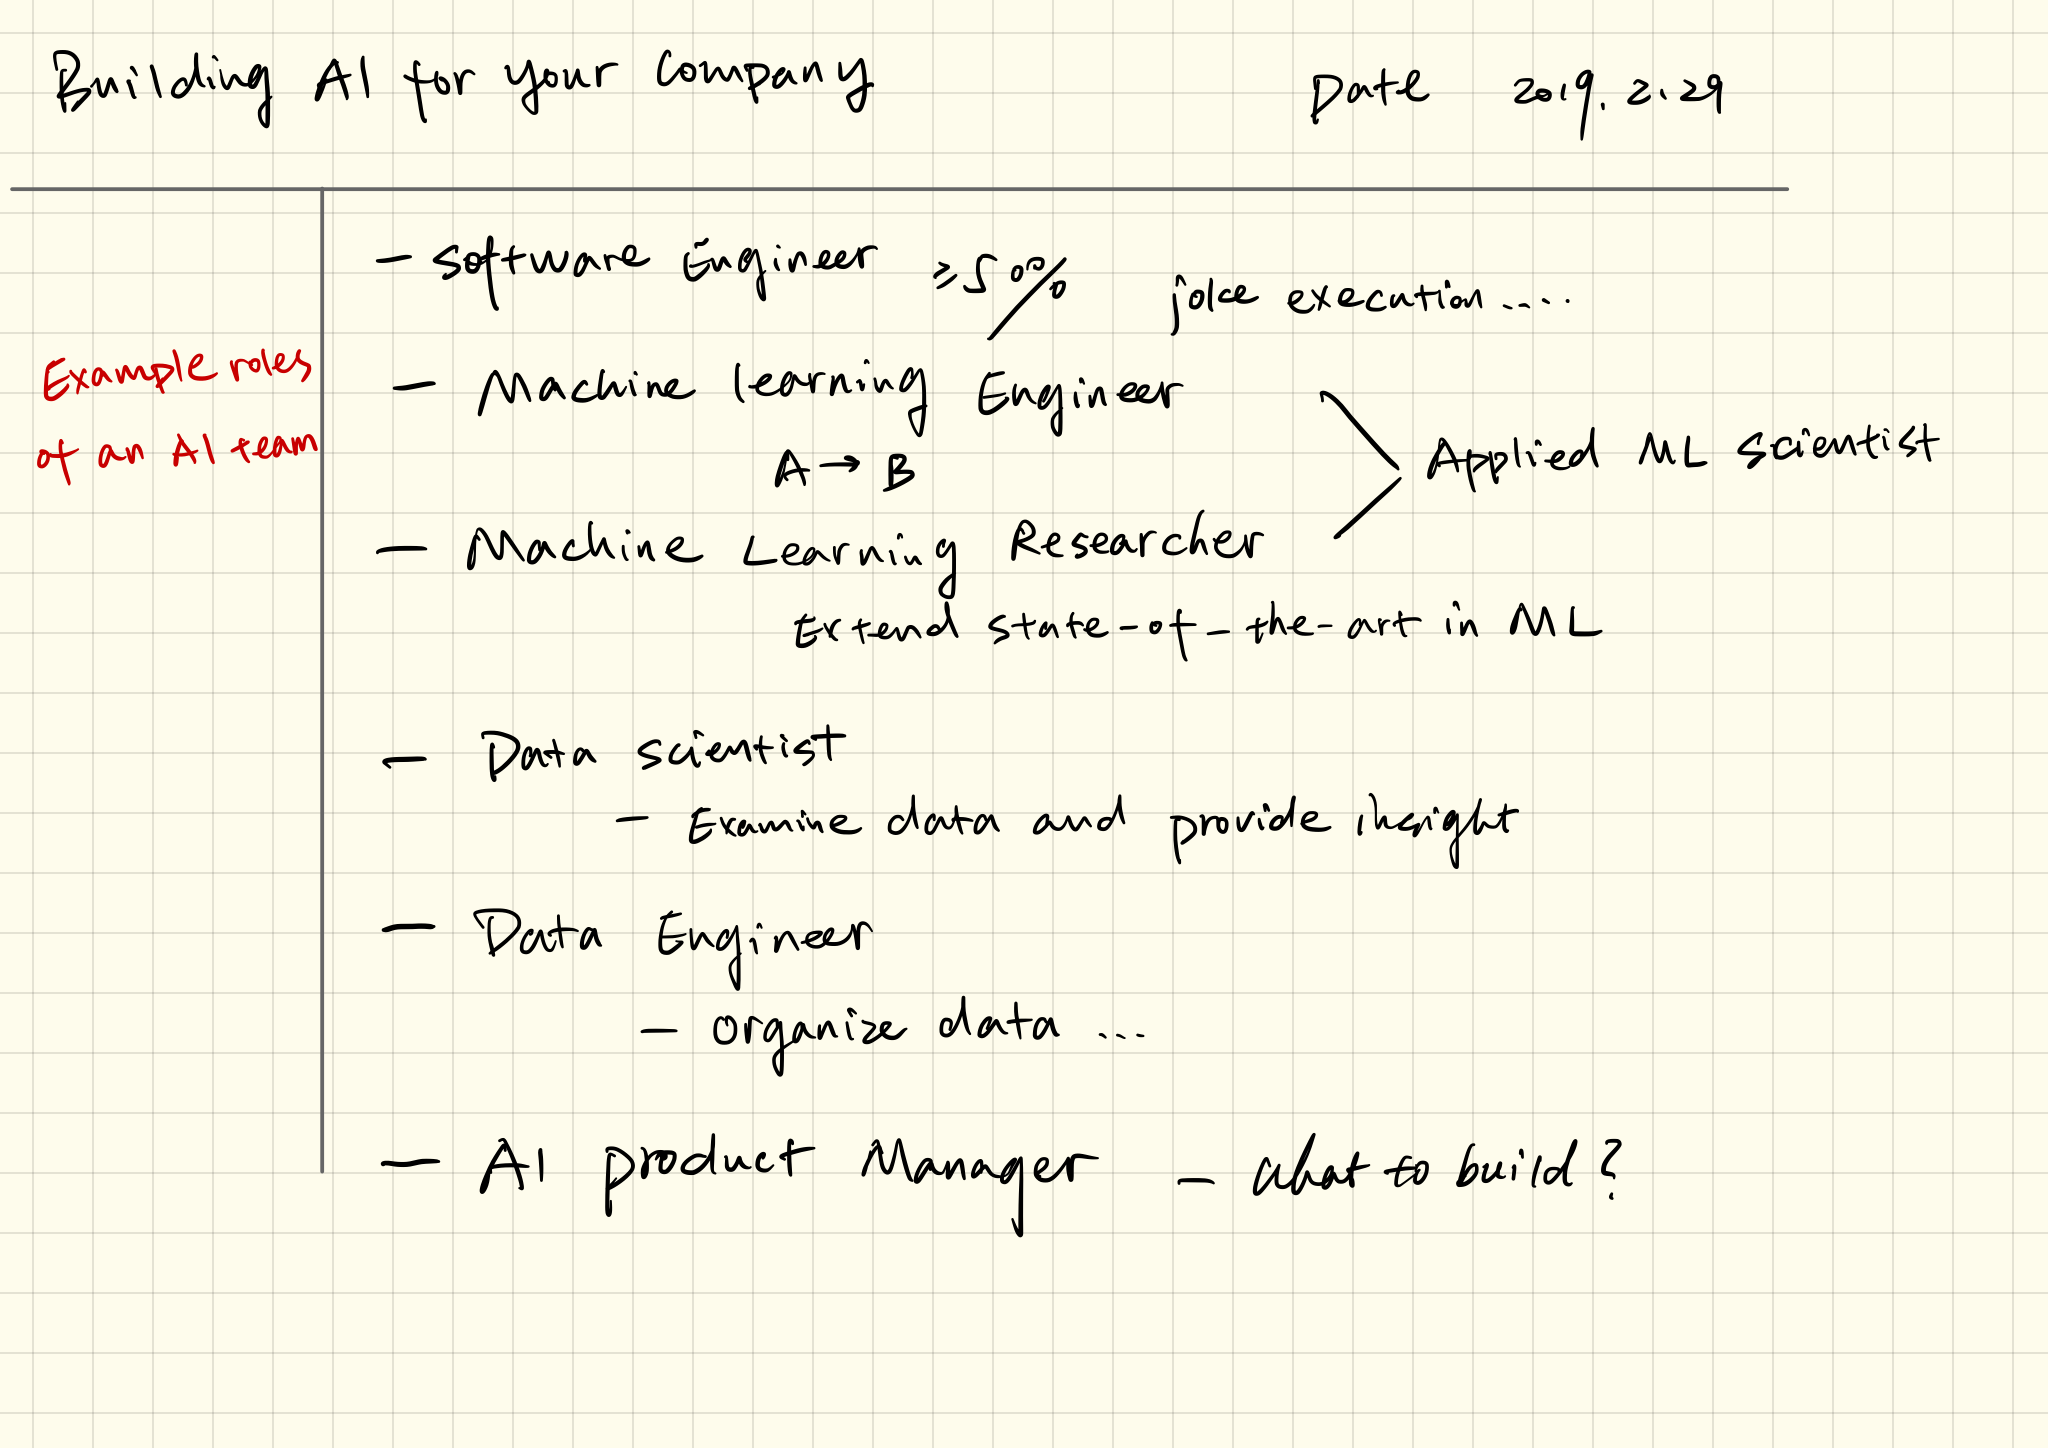 Building AI for your company
Date 2019.2.29
Example roles
of an AI team
- Software Engineer ≥50% joke execution ....
- Machine learning Engineer
A → B
Applied ML scientist
- Machine Learning Researcher
Extend state-of-the-art in ML
- Data scientist
- Examine data and provide insight
- Data Engineer
- organize data ...
- AI product Manager - what to build?